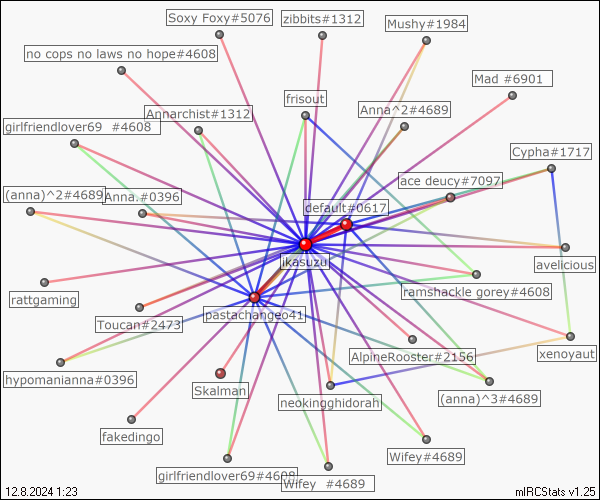 Soxy Foxy#5076
zibbits#1312
Mushy#1984
no cops no laws no hope#4608
Mad #6901
frisout
Annarchist#1312
Anna^2#4689
girlfriendlover69 #4608
Cypha#1717
ace deucy#7097
(anna)^2#4689
Anna.#0396
default#0617
ikasuzu
avelicious
rattgaming
ramshackle gorey#4608
pastachangeo41
Toucan#2473
AlpineRooster#2156
xenoyaut
hypomanianna#0396
Skalman
neokingghidorah
(anna)^3#4689
fakedingo
Wifey#4689
girlfriendlover69#4608
Wifey #4689
12.8.2024 1:23
mIRCStats v1.25